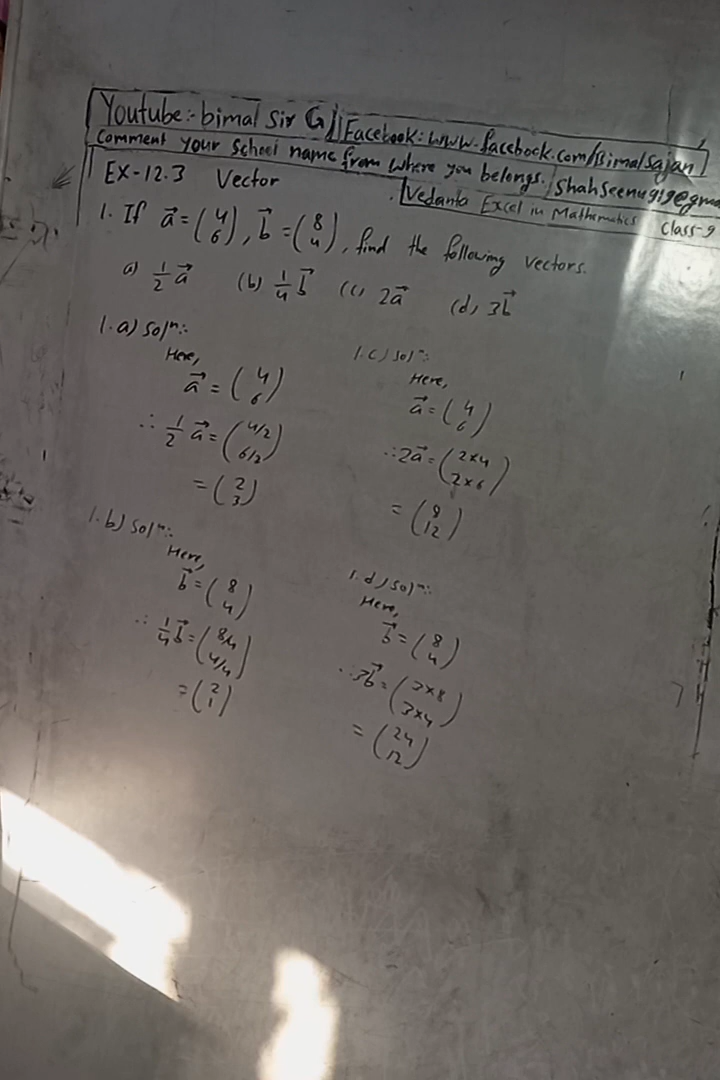 Youtube:- bimal sir G
Facebook: www.facebook.com/Bimalsajan
Comment your School name from where you belongs.
EX-12.3 Vector
Vedanta Excel in Mathematics Class-9
1. If a⃗ = (4 6), b⃗ = (8 4), find the following vectors.
a) 1/2 a⃗ (b) 1/4 b⃗ (c) 2a⃗ (d) 3b⃗
1.a) Solⁿ:
Here,
a⃗ = (4 6)
∴ 1/2 a⃗ = (4/2 6/2)
= (2 3)
1.b) Solⁿ:
Here,
b⃗ = (8 4)
∴ 1/4 b⃗ = (8/4 4/4)
= (2 1)
1.c) Solⁿ:
Here,
a⃗ = (4 6)
∴ 2a⃗ = (2×4 2×6)
= (8 12)
1.d) Solⁿ:
Here,
b⃗ = (8 4)
∴ 3b⃗ = (3×8 3×4)
= (24 12)